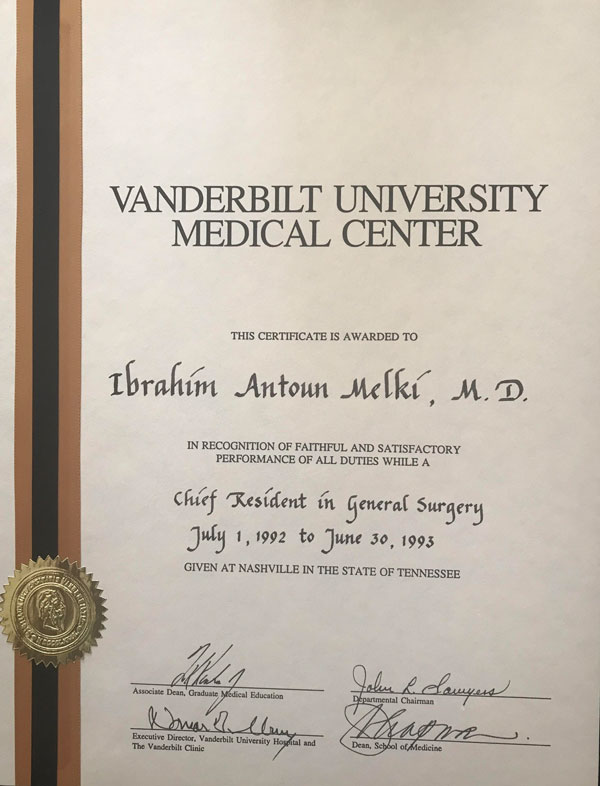 VANDERBILT UNIVERSITY
MEDICAL CENTER
THIS CERTIFICATE IS AWARDED TO
Ibrahim Antoun Melki, M.D.
IN RECOGNITION OF FAITHFUL AND SATISFACTORY
PERFORMANCE OF ALL DUTIES WHILE A
Chief Resident in General Surgery
July 1, 1992 to June 30, 1993
GIVEN AT NASHVILLE IN THE STATE OF TENNESSEE
Associate Dean, Graduate Medical Education
John L. Sawyers
Departmental Chairman
Executive Director, Vanderbilt University Hospital and
The Vanderbilt Clinic
Dean, School of Medicine